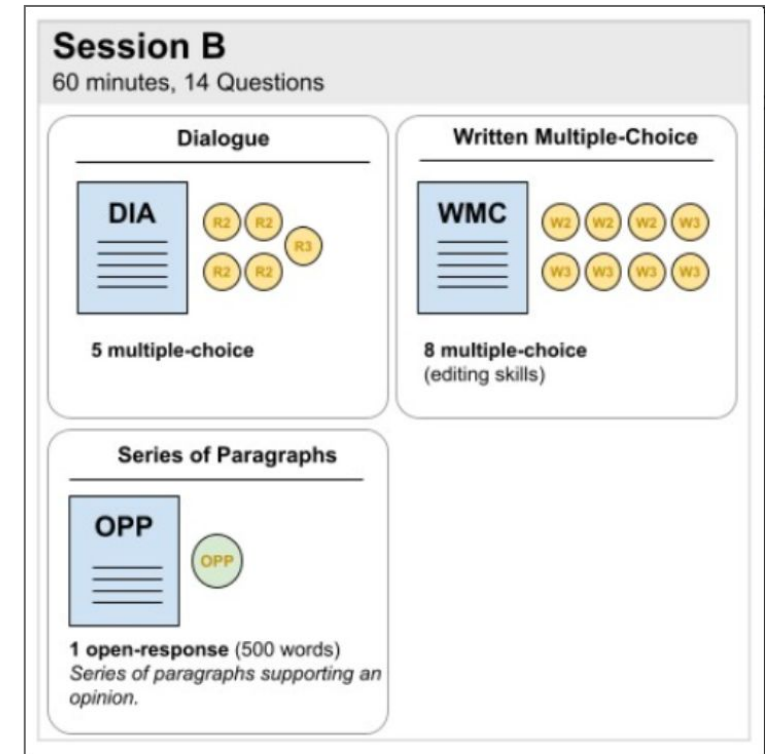 Session B
60 minutes, 14 Questions
Dialogue
DIA
R2 R2
R3
R2 R2
5 multiple-choice
Written Multiple-Choice
WMC
W2 W2 W2 W3
W3 W3 W3 W3
8 multiple-choice
(editing skills)
Series of Paragraphs
OPP
OPP
1 open-response (500 words)
Series of paragraphs supporting an
opinion.